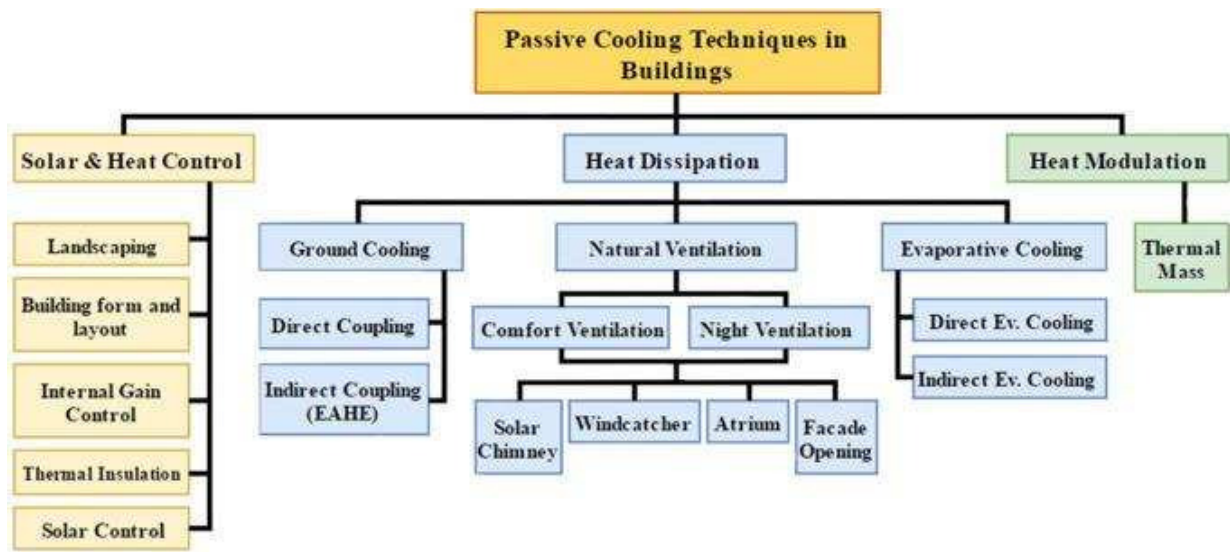 Passive Cooling Techniques in
Buildings
Solar & Heat Control
Heat Dissipation
Heat Modulation
Landscaping
Building form and
layout
Internal Gain
Control
Thermal Insulation
Solar Control
Ground Cooling
Direct Coupling
Indirect Coupling
(EAHE)
Natural Ventilation
Comfort Ventilation
Night Ventilation
Solar
Chimney
Windcatcher
Atrium
Facade
Opening
Evaporative Cooling
Direct Ev. Cooling
Indirect Ev. Cooling
Thermal
Mass